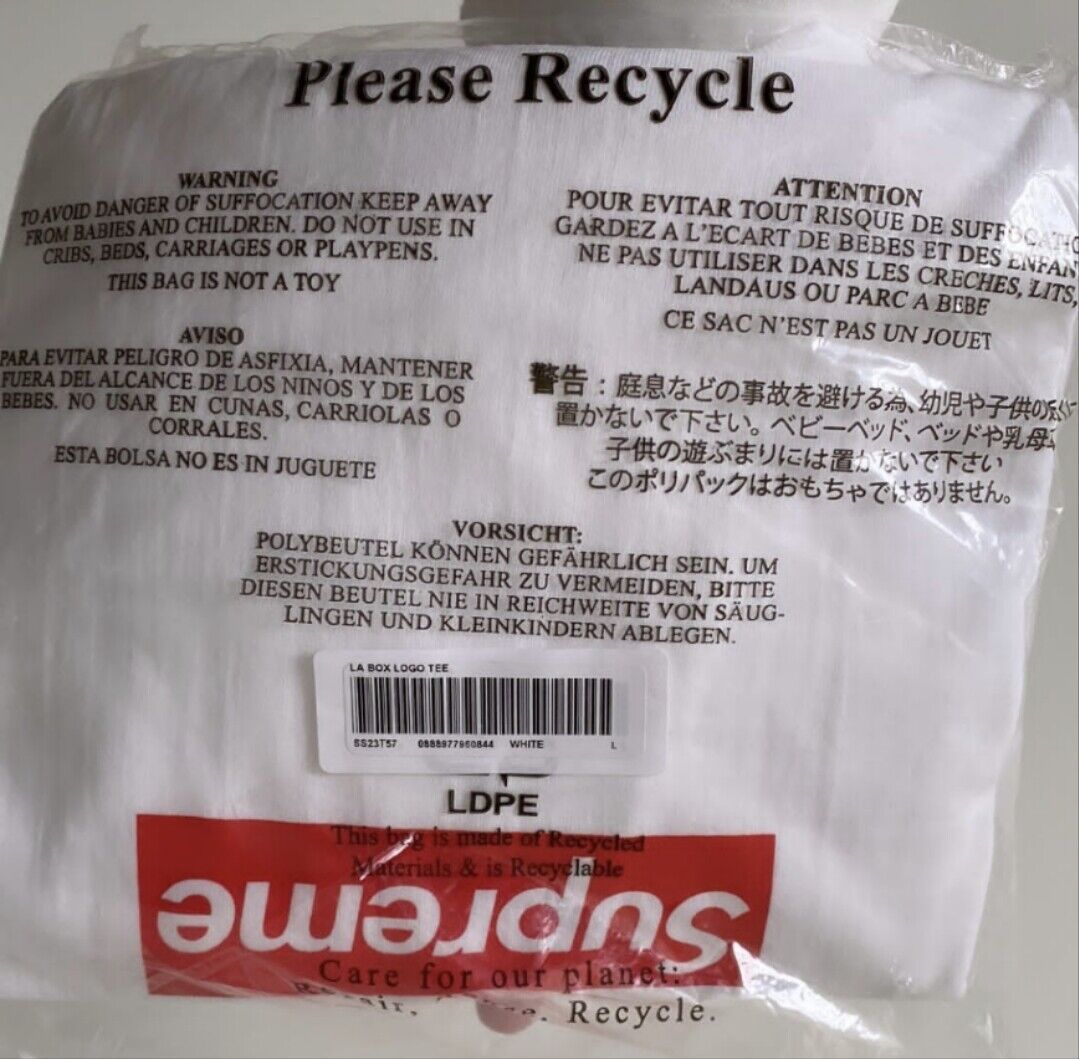 Please Recycle
WARNING
TO AVOID DANGER OF SUFFOCATION KEEP AWAY
FROM BABIES AND CHILDREN. DO NOT USE IN
CRIBS, BEDS, CARRIAGES OR PLAYPENS.
THIS BAG IS NOT A TOY
ATTENTION
POUR EVITAR TOUT RISQUE DE SUFFOCATIO
GARDEZ A L'ECART DE BEBES ET DES ENFAN
NE PAS UTILISER DANS LES CRECHES, LITS,
LANDAUS OU PARC A BEBE
CE SAC N'EST PAS UN JOUET
AVISO
PARA EVITAR PELIGRO DE ASFIXIA, MANTENER
FUERA DEL ALCANCE DE LOS NINOS Y DE LOS
BEBES. NO USAR EN CUNAS, CARRIOLAS O
CORRALES.
ESTA BOLSA NO ES IN JUGUETE
警告：庭息などの事故を避ける為、幼児や子供の
置かないで下さい。ベビーベッド、ベッドや乳母
子供の遊ぶまりには置かないで下さい
このポリパックはおもちゃではありません。
VORSICHT:
POLYBEUTEL KÖNNEN GEFÄHRLICH SEIN. UM
ERSTICKUNGSGEFAHR ZU VERMEIDEN, BITTE
DIESEN BEUTEL NIE IN REICHWEITE VON SÄUG-
LINGEN UND KLEINKINDERN ABLEGEN.
LA BOX LOGO TEE
SS23T57 0888977960844 WHITE L
LDPE
This bag is made of Recycled
Materials & is Recyclable
Supreme
Care for our planet:
Recycle.